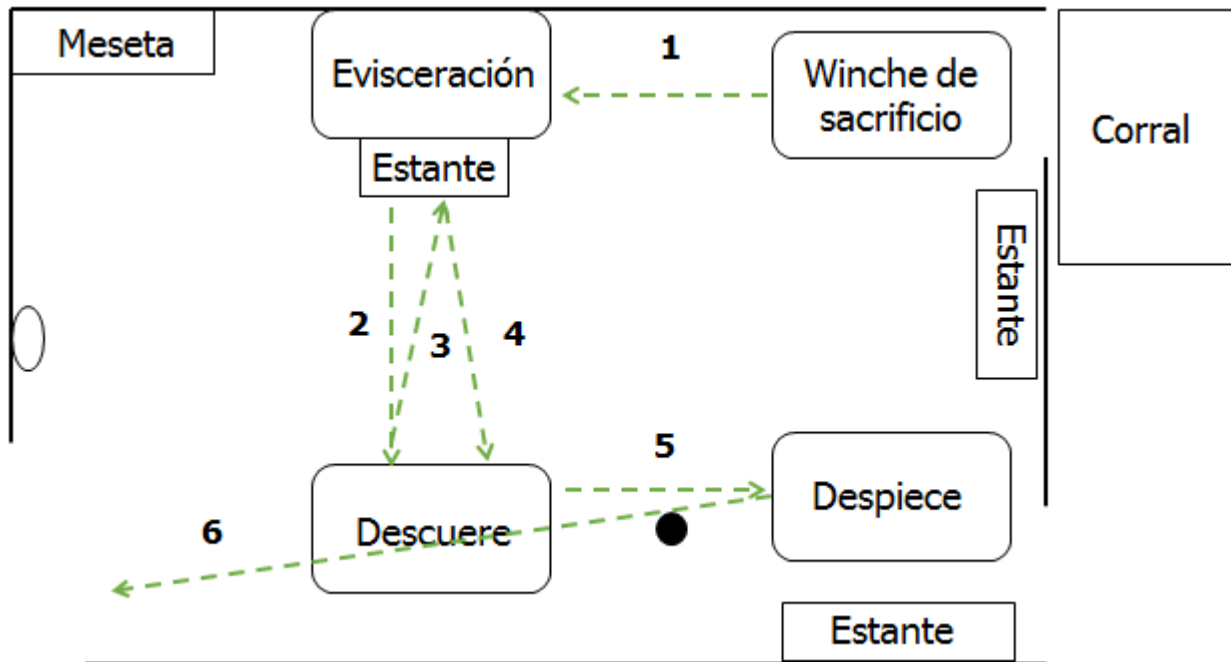 Meseta
Evisceración
1
Winche de
sacrificio
Corral
Estante
Estante
2
3
4
5
Despiece
Descuere
6
Estante